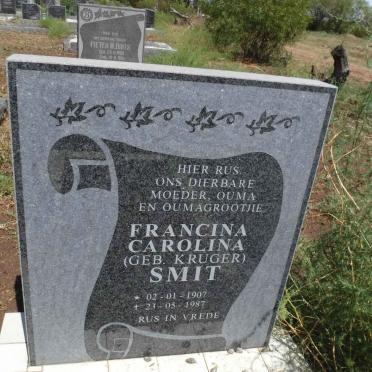 HIER RUS
ONS DIERBARE
MOEDER, OUMA
EN OUMAGROOTJIE
FRANCINA
CAROLINA
(GEB. KRUGER)
SMIT
* 02-01-1907
† 23-05-1987
RUS IN VREDE